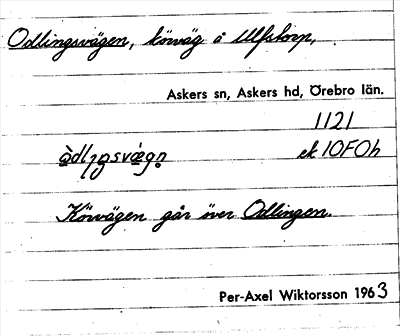 Odlingsvägen, körväg å Ulfstorp,
Askers sn, Askers hd, Örebro län.
1121
ek 10F0h
Körvägen går över Odlingen.
Per-Axel Wiktorsson 1963